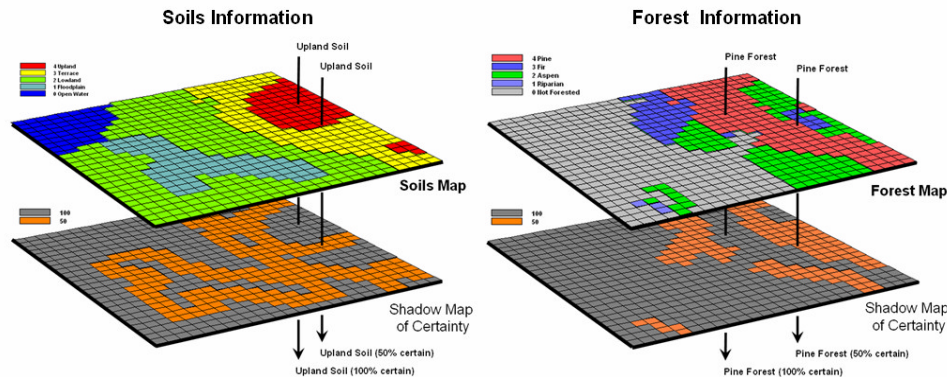 Soils Information
Upland Soil
Upland Soil
4 Upland
3 Terrace
2 Lowland
1 Floodplain
0 Open Water
Soils Map
100
50
Shadow Map
of Certainty
Upland Soil (50% certain)
Upland Soil (100% certain)
Forest Information
Pine Forest
Pine Forest
4 Pine
3 Fir
2 Aspen
1 Riparian
0 Not Forested
Forest Map
100
50
Shadow Map
of Certainty
Pine Forest (50% certain)
Pine Forest (100% certain)